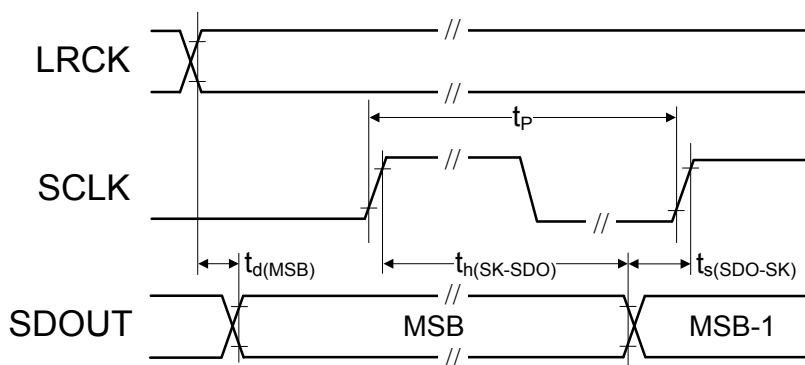 LRCK
//
//
tP
SCLK
//
//
td(MSB)
th(SK-SDO)
ts(SDO-SK)
SDOUT
//
MSB
MSB-1
//